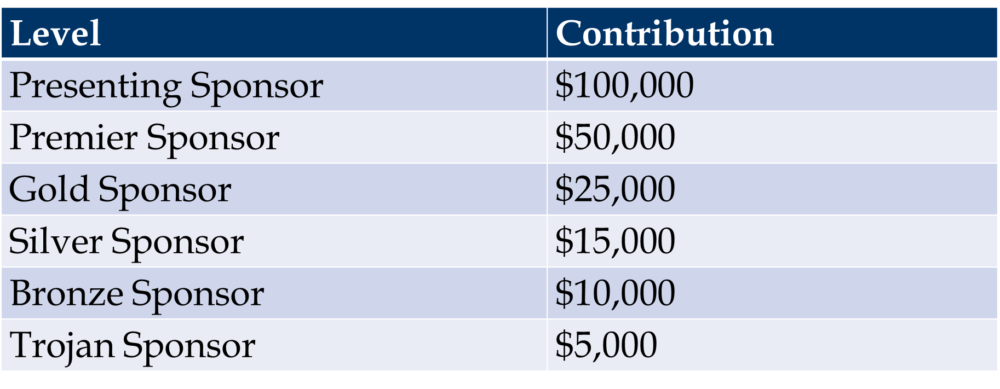 Level Contribution
Presenting Sponsor $100,000
Premier Sponsor $50,000
Gold Sponsor $25,000
Silver Sponsor $15,000
Bronze Sponsor $10,000
Trojan Sponsor $5,000